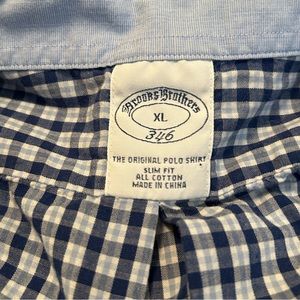 Brooks Brothers
XL
346
THE ORIGINAL POLO SHIRT
SLIM FIT
ALL COTTON
MADE IN CHINA